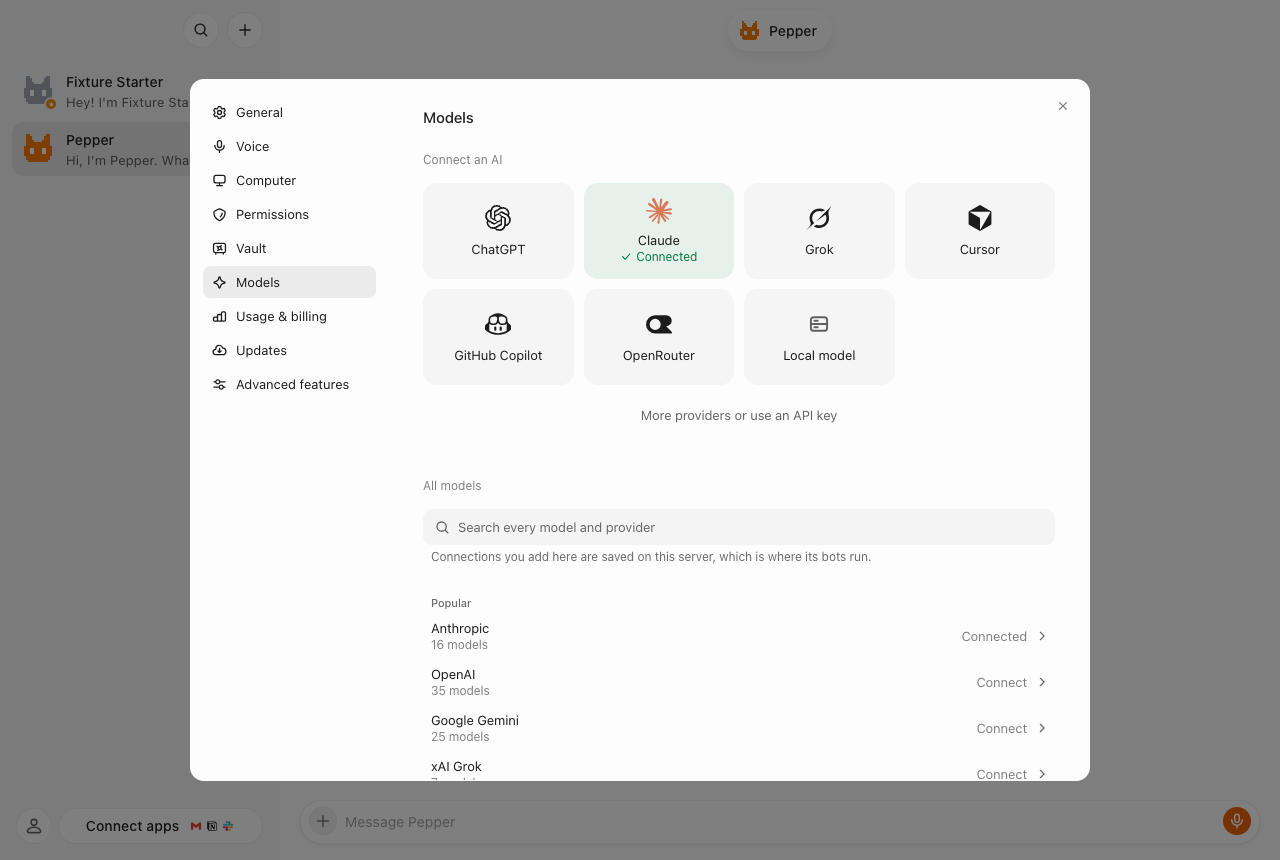 Pepper
Fixture Starter
Hey! I'm Fixture Sta
Pepper
Hi, I'm Pepper. Wha
General
Voice
Computer
Permissions
Vault
Models
Usage & billing
Updates
Advanced features
Models
Connect an AI
ChatGPT
Claude
Connected
Grok
Cursor
GitHub Copilot
OpenRouter
Local model
More providers or use an API key
All models
Search every model and provider
Connections you add here are saved on this server, which is where its bots run.
Popular
Anthropic
16 models
Connected
OpenAI
35 models
Connect
Google Gemini
25 models
Connect
xAI Grok
Connect
Connect apps
Message Pepper